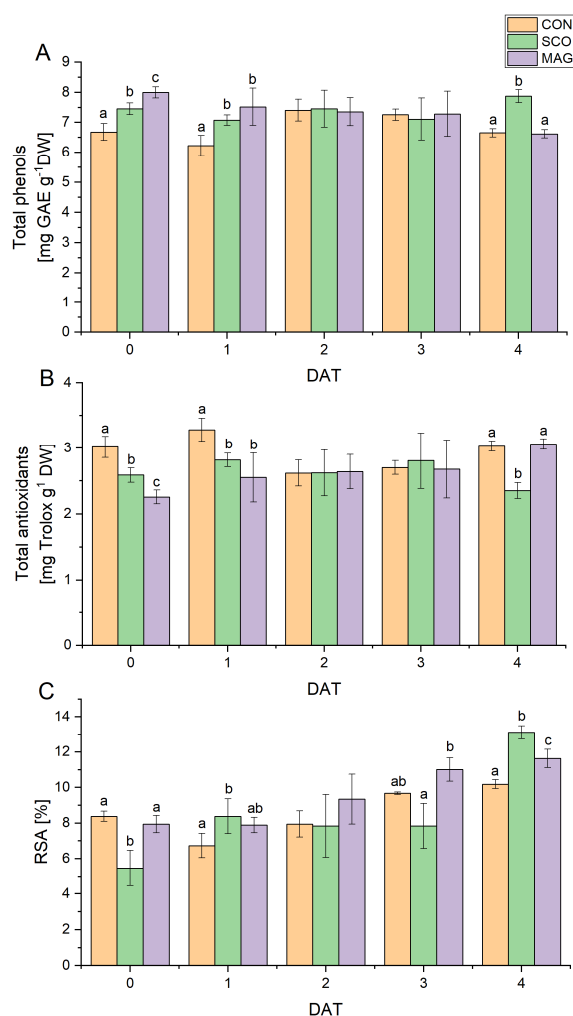 CON
SCO
MAG
A
Total phenols
[mg GAE g⁻¹DW]
9
8
7
6
5
4
3
2
1
0
a b c
a b b
a b a
0 1 2 3 4
DAT
B
Total antioxidants
[mg Trolox g¹ DW]
4
3
2
1
0
a b c
a b b
a b a
0 1 2 3 4
DAT
C
RSA [%]
14
12
10
8
6
4
2
0
a b a
a b ab
ab a b
a b c
0 1 2 3 4
DAT